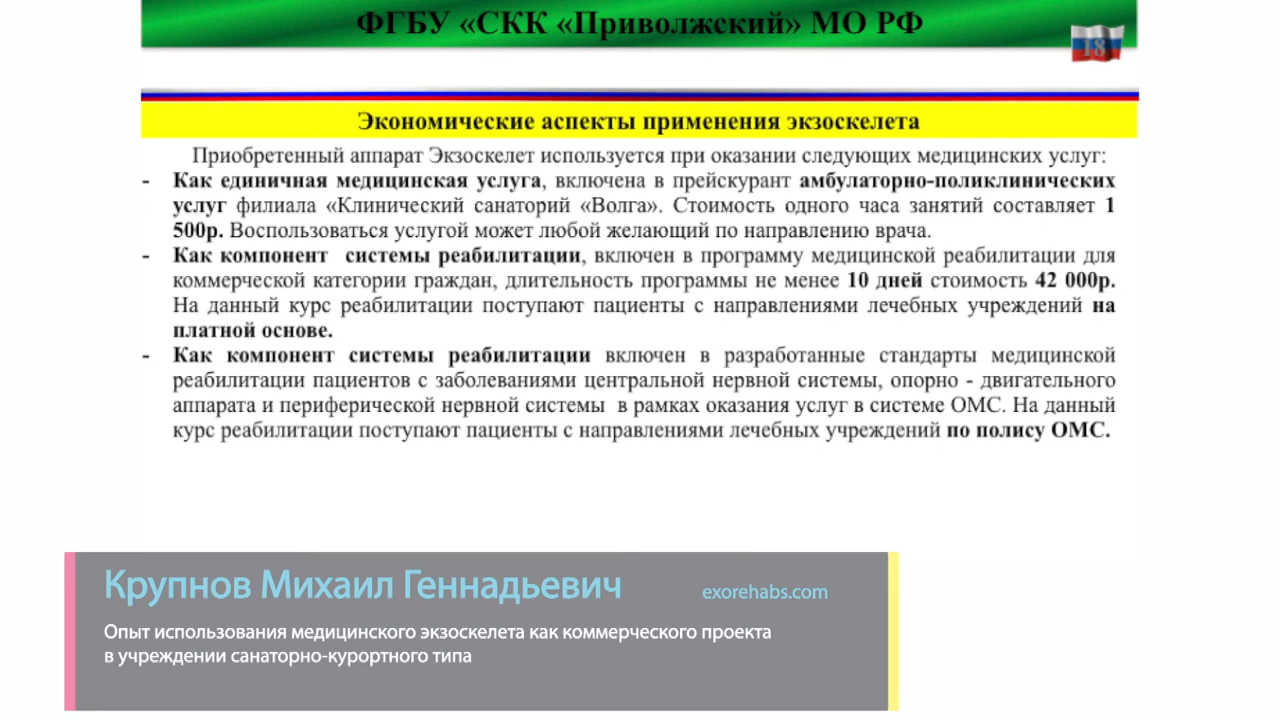 ФГБУ «СКК «Приволжский» МО РФ
18
Экономические аспекты применения экзоскелета
Приобретенный аппарат Экзоскелет используется при оказании следующих медицинских услуг:
- Как единичная медицинская услуга, включена в прейскурант амбулаторно-поликлинических
услуг филиала «Клинический санаторий «Волга». Стоимость одного часа занятий составляет 1
500р. Воспользоваться услугой может любой желающий по направлению врача.
- Как компонент системы реабилитации, включен в программу медицинской реабилитации для
коммерческой категории граждан, длительность программы не менее 10 дней стоимость 42 000р.
На данный курс реабилитации поступают пациенты с направлениями лечебных учреждений на
платной основе.
- Как компонент системы реабилитации включен в разработанные стандарты медицинской
реабилитации пациентов с заболеваниями центральной нервной системы, опорно - двигательного
аппарата и периферической нервной системы в рамках оказания услуг в системе ОМС. На данный
курс реабилитации поступают пациенты с направлениями лечебных учреждений по полису ОМС.
Крупнов Михаил Геннадьевич exorehabs.com
Опыт использования медицинского экзоскелета как коммерческого проекта
в учреждении санаторно-курортного типа